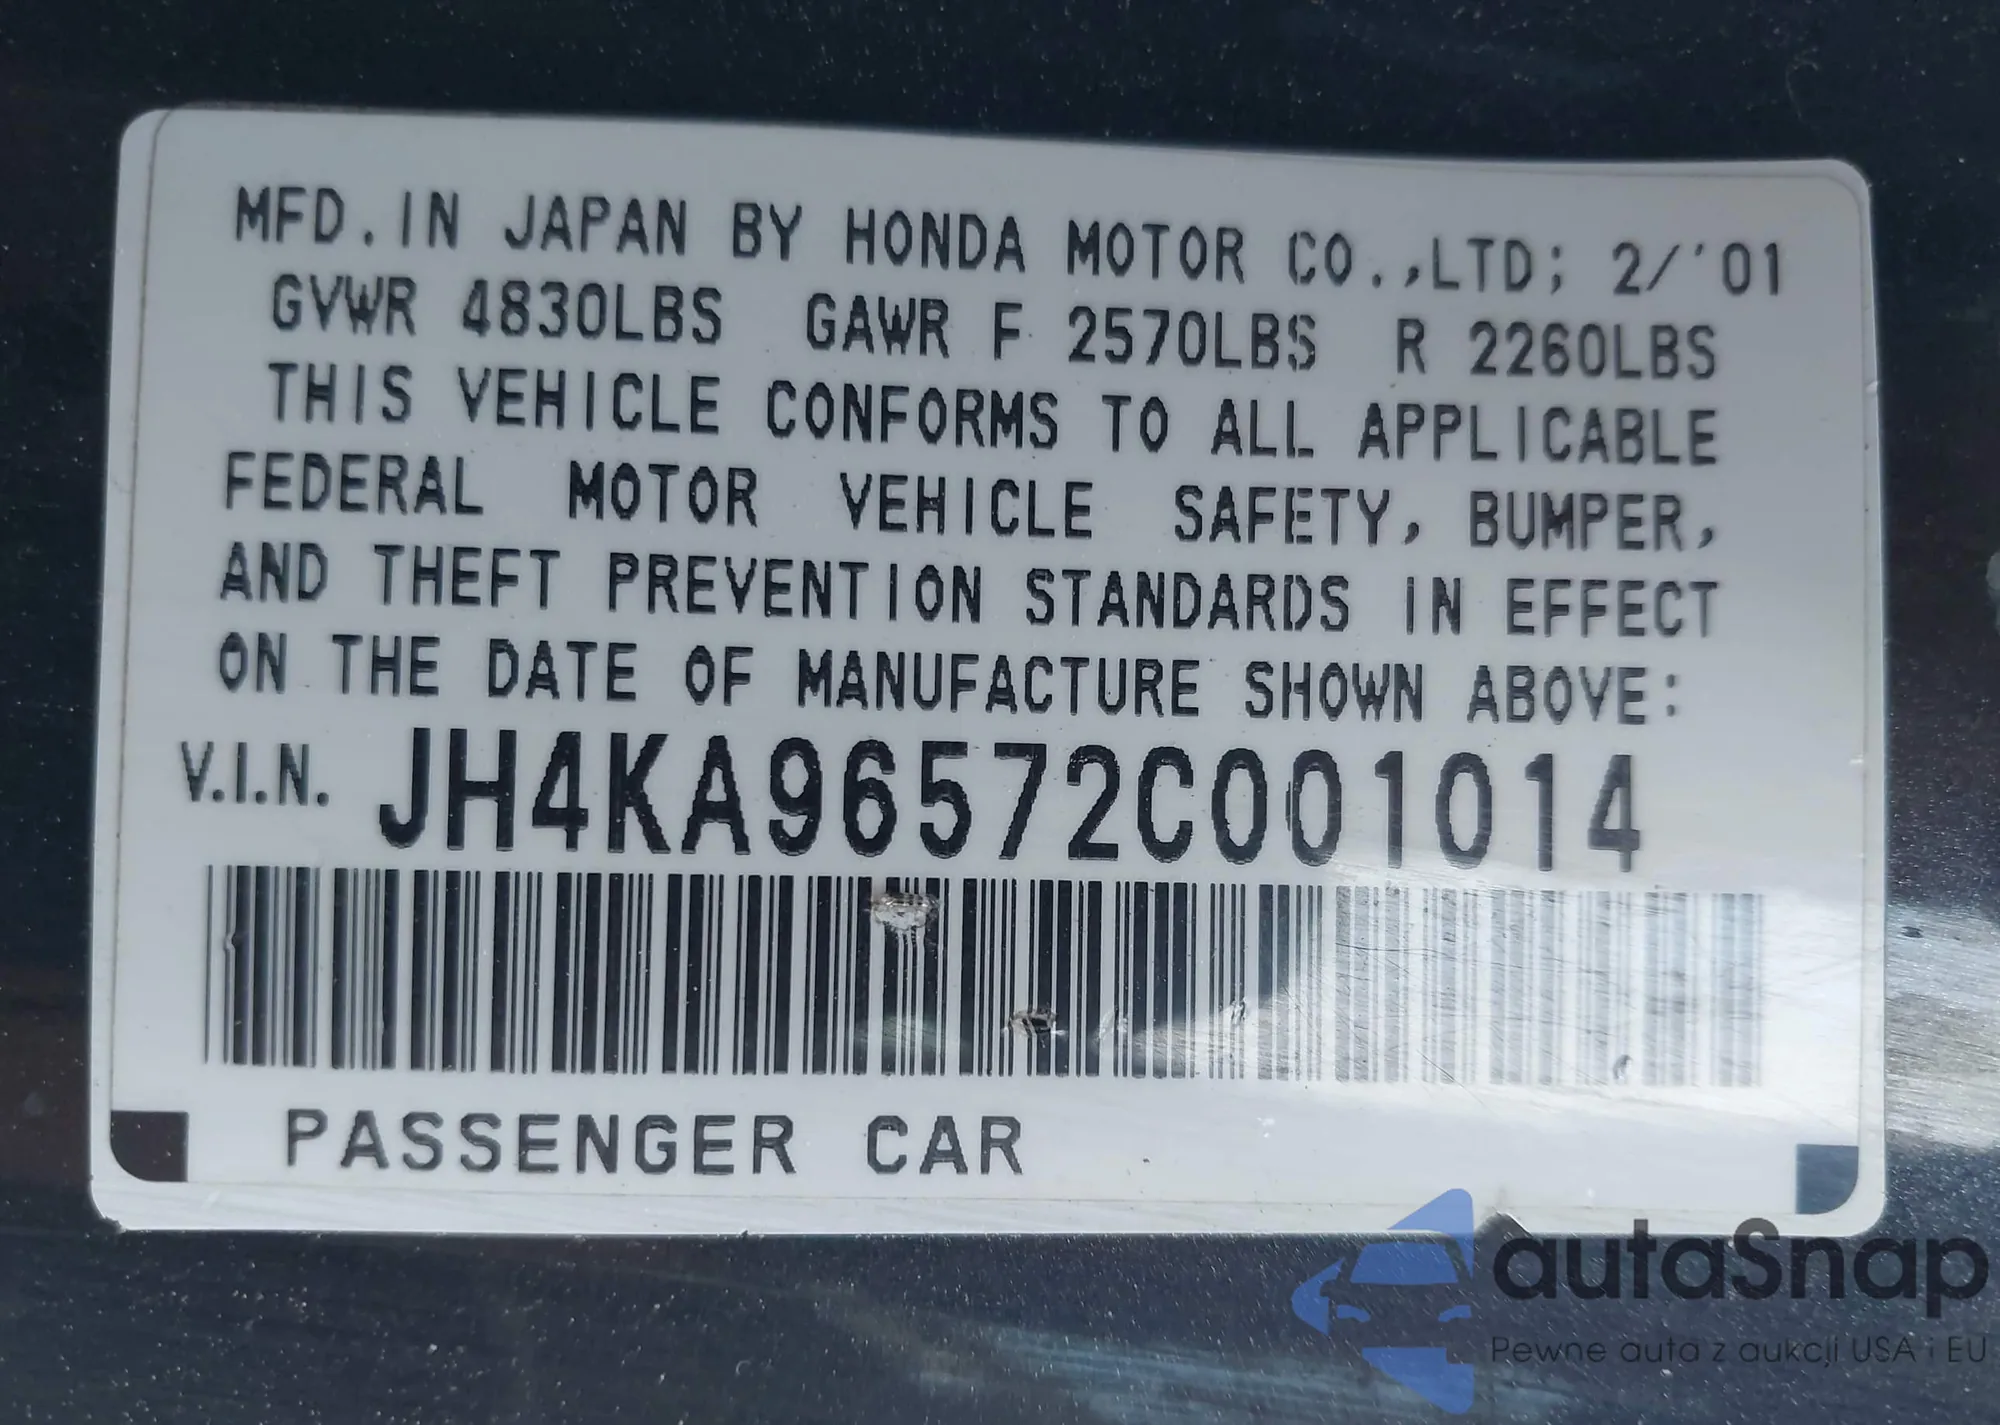 MFD. IN JAPAN BY HONDA MOTOR CO.,LTD; 2/'01
GVWR 4830LBS GAWR F 2570LBS R 2260LBS
THIS VEHICLE CONFORMS TO ALL APPLICABLE
FEDERAL MOTOR VEHICLE SAFETY, BUMPER,
AND THEFT PREVENTION STANDARDS IN EFFECT
ON THE DATE OF MANUFACTURE SHOWN ABOVE:
V.I.N. JH4KA96572C001014
PASSENGER CAR
autaSnap
Pewne auta z aukcji USA i EU